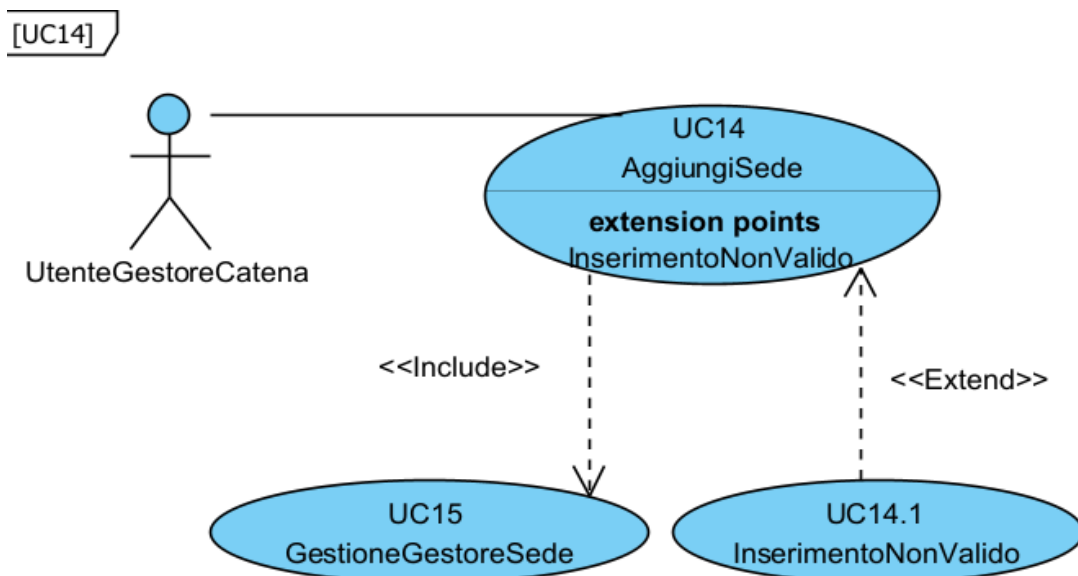 [UC14]
UC14
AggiungiSede
extension points
InserimentoNonValido
UtenteGestoreCatena
<<Include>>
<<Extend>>
UC15
GestioneGestoreSede
UC14.1
InserimentoNonValido